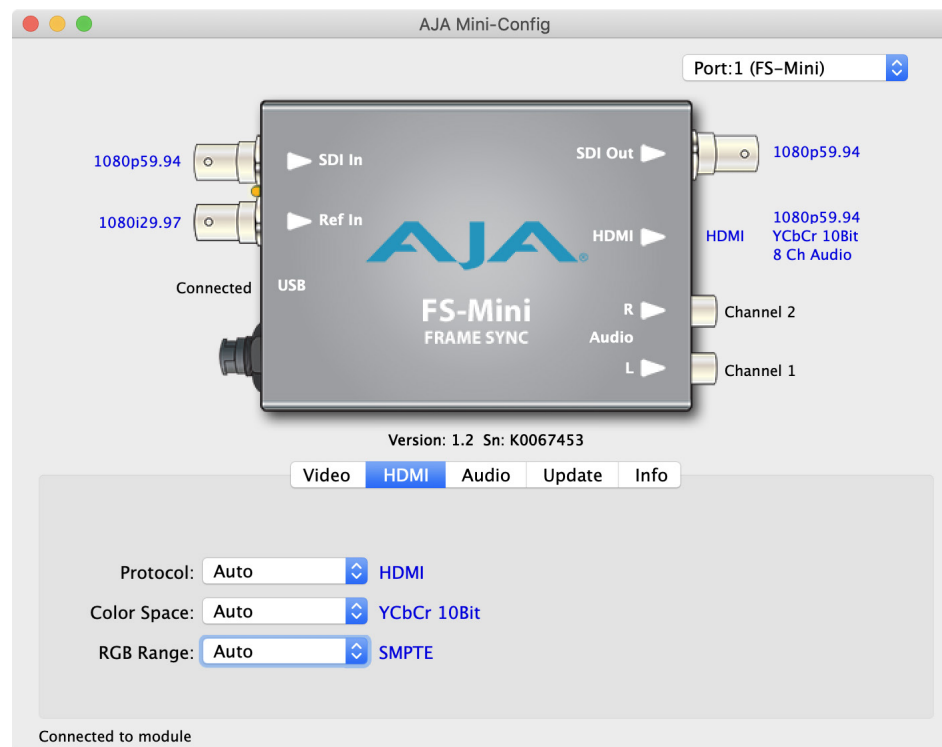 AJA Mini-Config
Port:1 (FS-Mini)
1080p59.94
SDI In
SDI Out
1080p59.94
1080i29.97
Ref In
AJA®
HDMI
HDMI
1080p59.94
YCbCr 10Bit
8 Ch Audio
Connected
USB
FS-Mini
FRAME SYNC
R
Channel 2
Audio
L
Channel 1
Version: 1.2 Sn: K0067453
Video HDMI Audio Update Info
Protocol: Auto HDMI
Color Space: Auto YCbCr 10Bit
RGB Range: Auto SMPTE
Connected to module